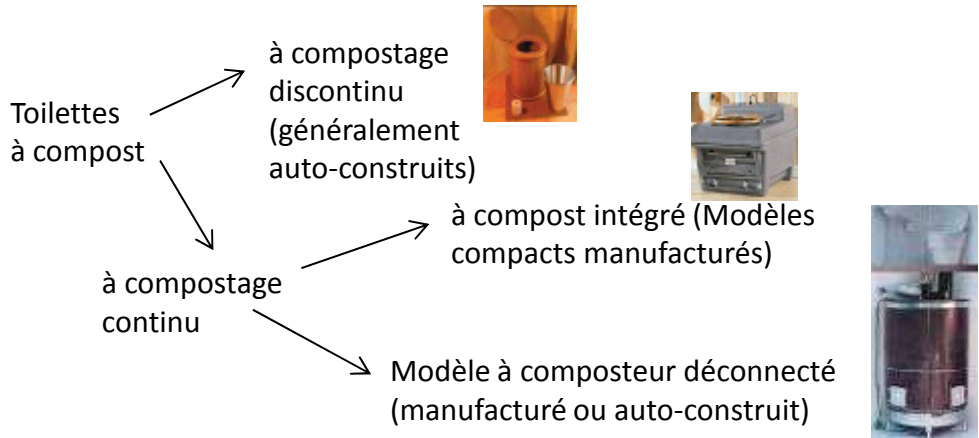 à compostage
discontinu
(généralement
auto-construits)
Toilettes
à compost
à compost intégré (Modèles
compacts manufacturés)
à compostage
continu
Modèle à composteur déconnecté
(manufacturé ou auto-construit)